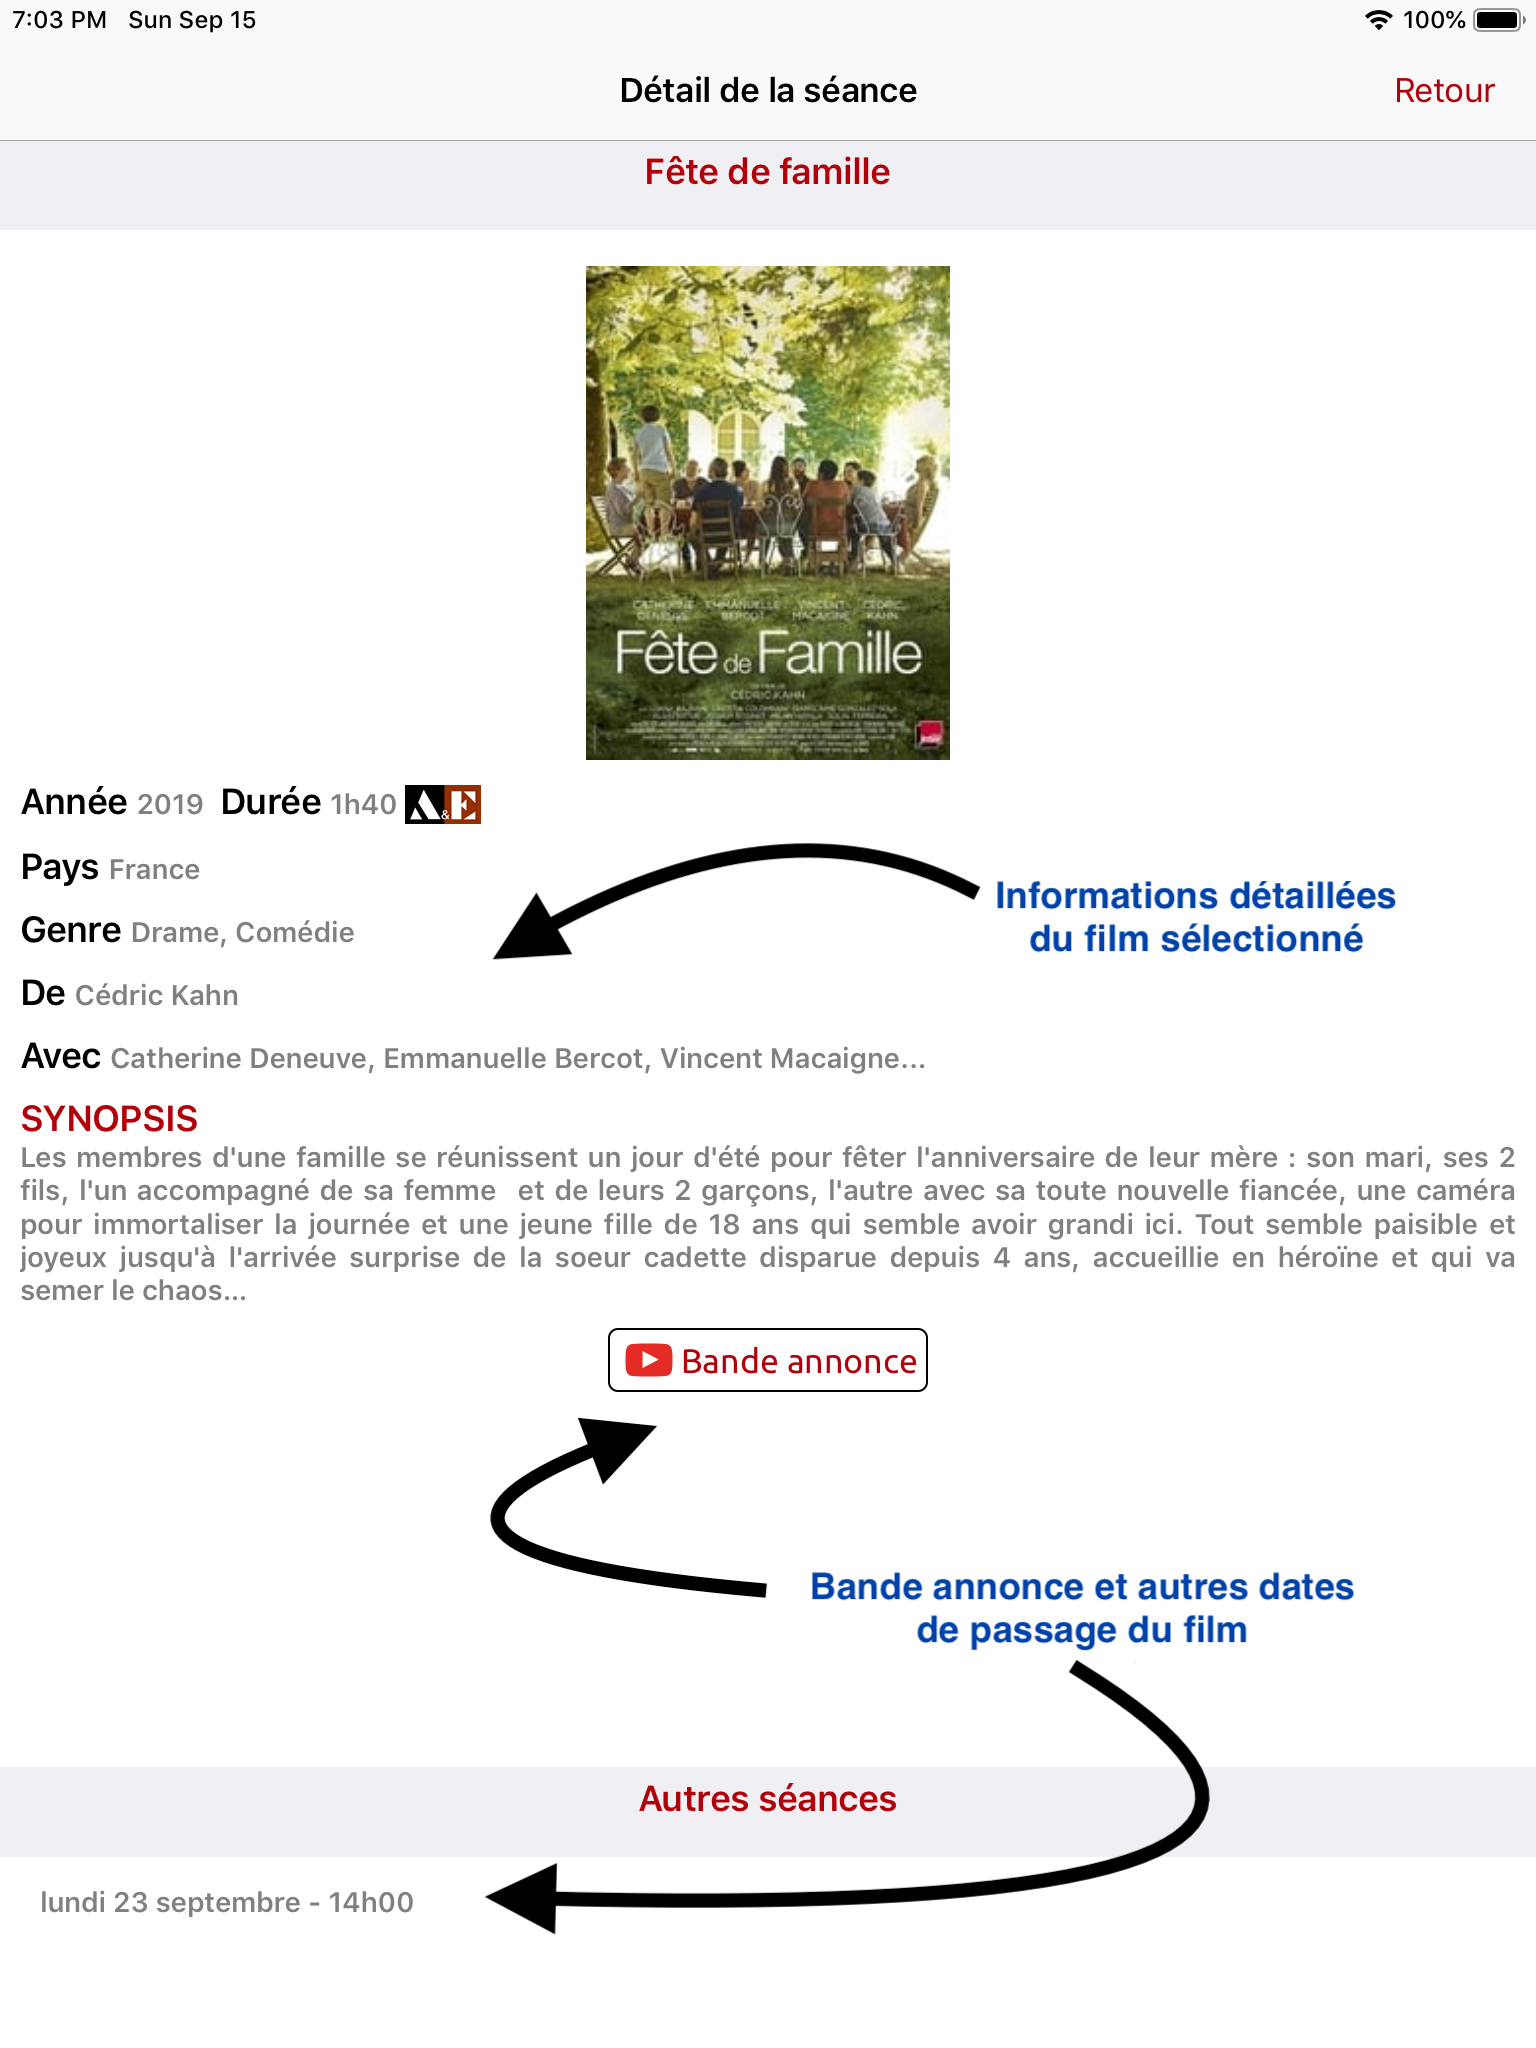 7:03 PM Sun Sep 15 100%
Détail de la séance Retour
Fête de famille
CATHERINE DENEUVE EMMANUELLE BERCOT VINCENT MACAIGNE CÉDRIC KAHN
Fête de Famille
CÉDRIC KAHN
Année 2019 Durée 1h40 A&E
Pays France
Informations détaillées
du film sélectionné
Genre Drame, Comédie
De Cédric Kahn
Avec Catherine Deneuve, Emmanuelle Bercot, Vincent Macaigne...
SYNOPSIS
Les membres d'une famille se réunissent un jour d'été pour fêter l'anniversaire de leur mère : son mari, ses 2
fils, l'un accompagné de sa femme et de leurs 2 garçons, l'autre avec sa toute nouvelle fiancée, une caméra
pour immortaliser la journée et une jeune fille de 18 ans qui semble avoir grandi ici. Tout semble paisible et
joyeux jusqu'à l'arrivée surprise de la soeur cadette disparue depuis 4 ans, accueillie en héroïne et qui va
semer le chaos...
Bande annonce
Bande annonce et autres dates
de passage du film
Autres séances
lundi 23 septembre - 14h00